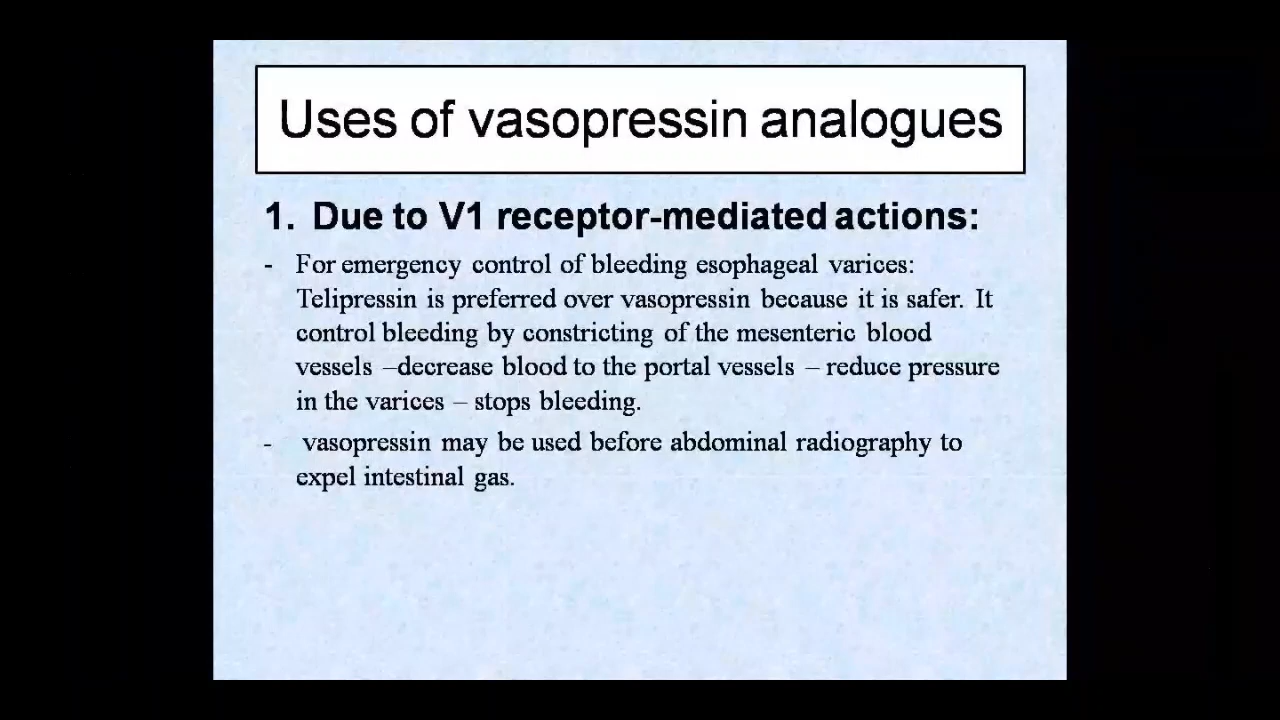 Uses of vasopressin analogues
1. Due to V1 receptor-mediated actions:
- For emergency control of bleeding esophageal varices:
Telipressin is preferred over vasopressin because it is safer. It
control bleeding by constricting of the mesenteric blood
vessels –decrease blood to the portal vessels – reduce pressure
in the varices – stops bleeding.
- vasopressin may be used before abdominal radiography to
expel intestinal gas.